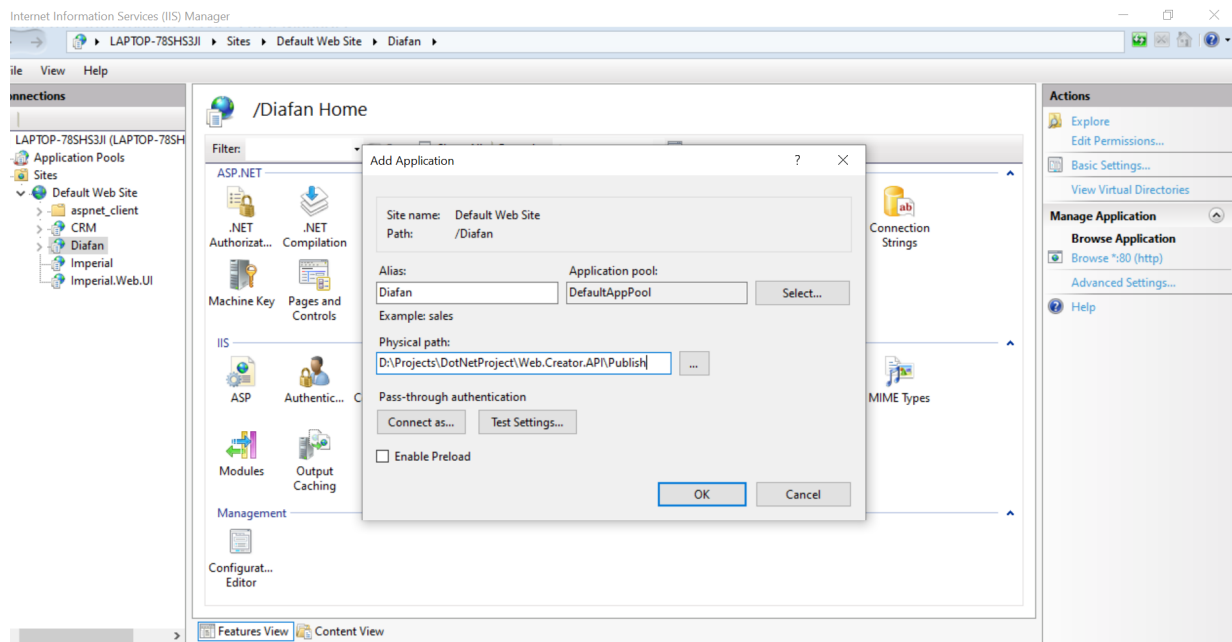 Internet Information Services (IIS) Manager
LAPTOP-78SHS3JI Sites Default Web Site Diafan
ile View Help
onnections
LAPTOP-78SHS3JI (LAPTOP-78SH
Application Pools
Sites
Default Web Site
aspnet_client
CRM
Diafan
Imperial
Imperial.Web.UI
/Diafan Home
Filter:
ASP.NET
.NET Authorizat...
.NET Compilation
Connection Strings
Machine Key
Pages and Controls
IIS
ASP
Authentic...
C
MIME Types
Modules
Output Caching
Management
Configurat... Editor
Features View
Content View
Add Application
?
Site name: Default Web Site
Path: /Diafan
Alias:
Application pool:
Diafan
DefaultAppPool
Select...
Example: sales
Physical path:
D:\Projects\DotNetProject\Web.Creator.API\Publish
...
Pass-through authentication
Connect as...
Test Settings...
Enable Preload
OK
Cancel
Actions
Explore
Edit Permissions...
Basic Settings...
View Virtual Directories
Manage Application
Browse Application
Browse *:80 (http)
Advanced Settings...
Help